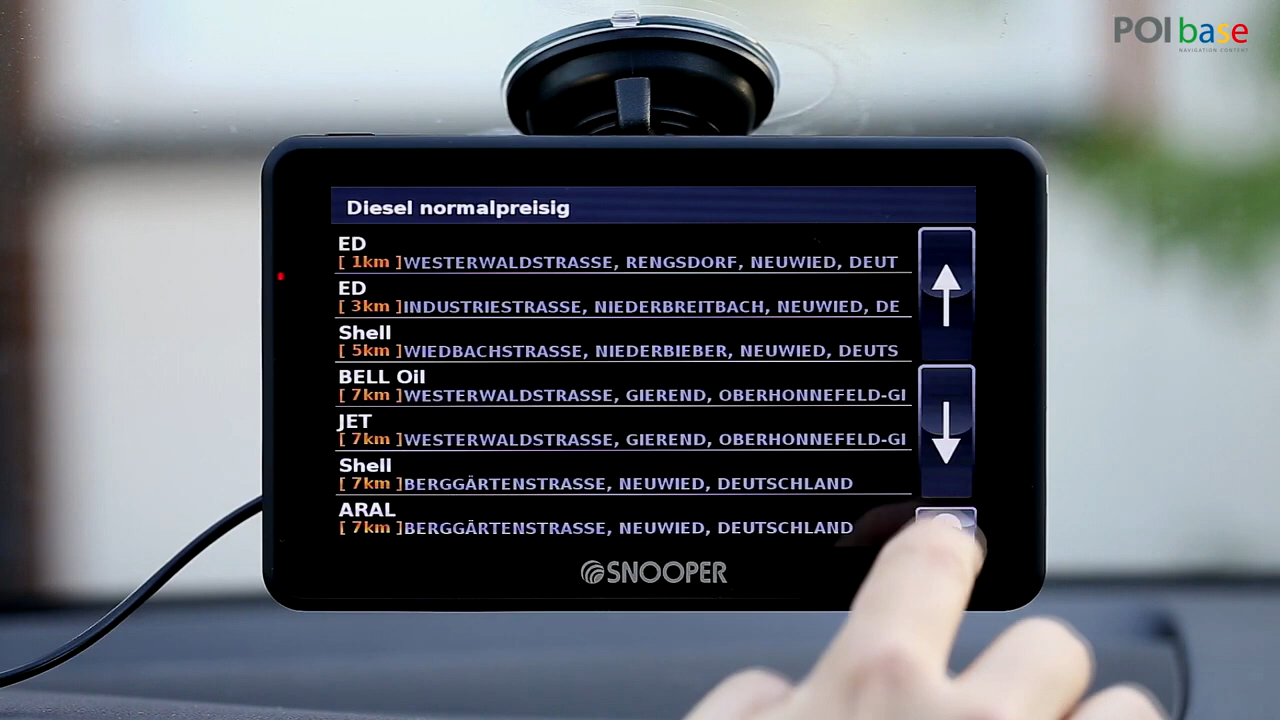 POIbase
NAVIGATION CONTENT
Diesel normalpreisig
ED
[ 1km ]WESTERWALDSTRASSE, RENGSDORF, NEUWIED, DEUT
ED
[ 3km ]INDUSTRIESTRASSE, NIEDERBREITBACH, NEUWIED, DE
Shell
[ 5km ]WIEDBACHSTRASSE, NIEDERBIEBER, NEUWIED, DEUTS
BELL Oil
[ 7km ]WESTERWALDSTRASSE, GIEREND, OBERHONNEFELD-GI
JET
[ 7km ]WESTERWALDSTRASSE, GIEREND, OBERHONNEFELD-GI
Shell
[ 7km ]BERGGÄRTENSTRASSE, NEUWIED, DEUTSCHLAND
ARAL
[ 7km ]BERGGÄRTENSTRASSE, NEUWIED, DEUTSCHLAND
SNOOPER